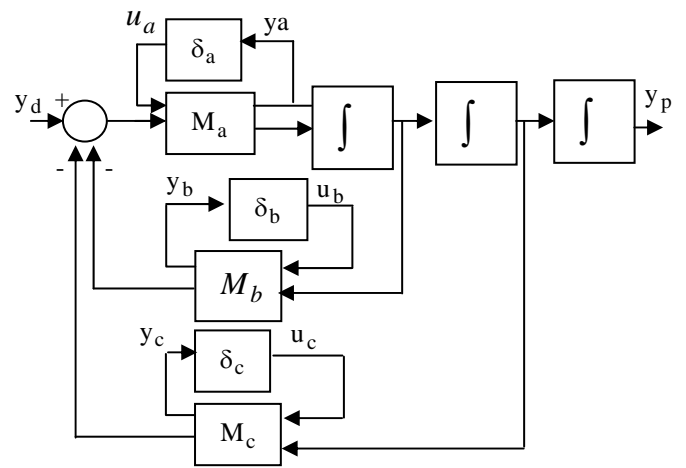 u_a δ_a ya
y_d + M_a ∫ ∫ ∫ y_p
- -
y_b δ_b u_b
M_b
y_c δ_c u_c
M_c